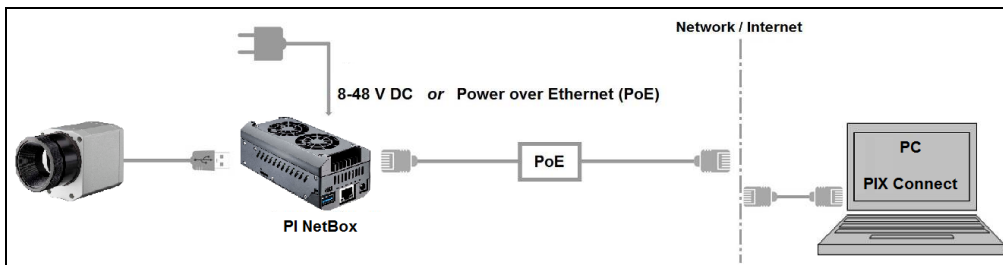 Network / Internet
8-48 V DC or Power over Ethernet (PoE)
PoE
PC
PIX Connect
PI NetBox